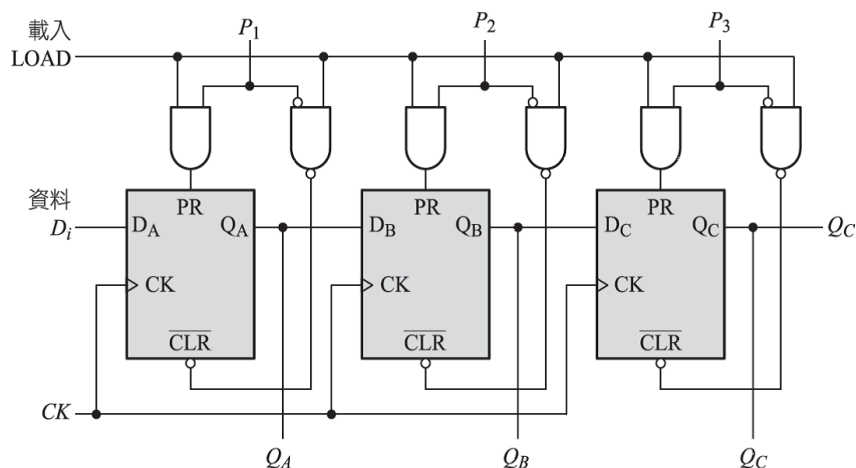 載入 P1 P2 P3
LOAD
資料 PR PR PR
Di DA QA DB QB DC QC QC
CK CK CK
CLR CLR CLR
CK
QA QB QC